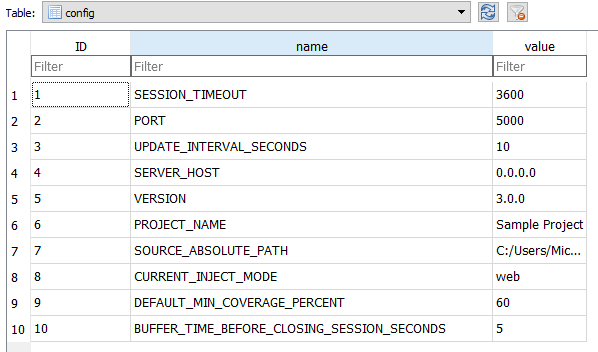 Table: config
ID name value
Filter Filter Filter
1 1 SESSION_TIMEOUT 3600
2 2 PORT 5000
3 3 UPDATE_INTERVAL_SECONDS 10
4 4 SERVER_HOST 0.0.0.0
5 5 VERSION 3.0.0
6 6 PROJECT_NAME Sample Project
7 7 SOURCE_ABSOLUTE_PATH C:/Users/Mic...
8 8 CURRENT_INJECT_MODE web
9 9 DEFAULT_MIN_COVERAGE_PERCENT 60
10 10 BUFFER_TIME_BEFORE_CLOSING_SESSION_SECONDS 5